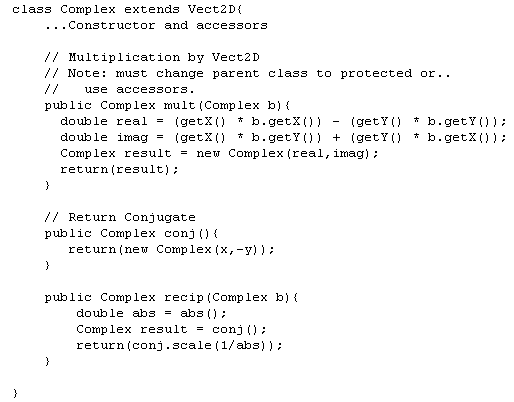 class Complex extends Vect2D{
...Constructor and accessors
// Multiplication by Vect2D
// Note: must change parent class to protected or..
//   use accessors.
public Complex mult(Complex b){
double real = (getX() * b.getX()) - (getY() * b.getY());
double imag = (getX() * b.getY()) + (getY() * b.getX());
Complex result = new Complex(real,imag);
return(result);
}
// Return Conjugate
public Complex conj(){
return(new Complex(x,-y));
}
public Complex recip(Complex b){
double abs = abs();
Complex result = conj();
return(conj.scale(1/abs));
}
}